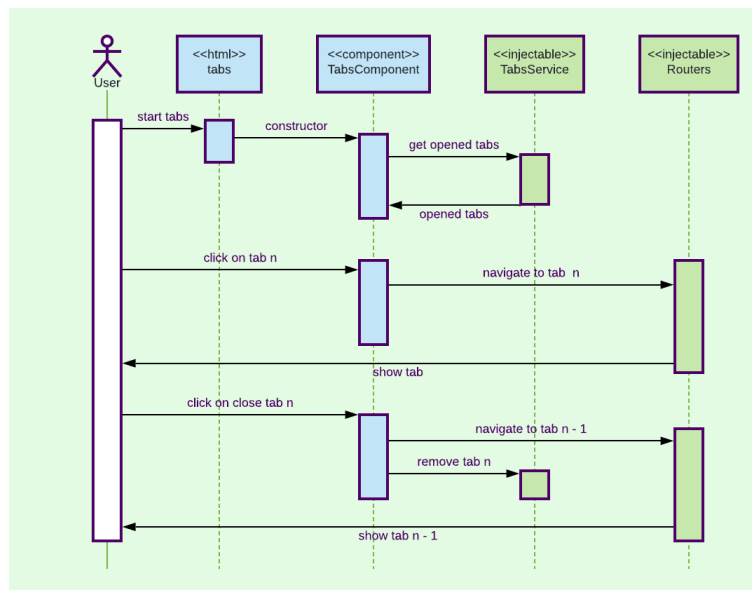 <<html>>
tabs
<<component>>
TabsComponent
<<injectable>>
TabsService
<<injectable>>
Routers
User
start tabs
constructor
get opened tabs
opened tabs
click on tab n
navigate to tab n
show tab
click on close tab n
navigate to tab n - 1
remove tab n
show tab n - 1